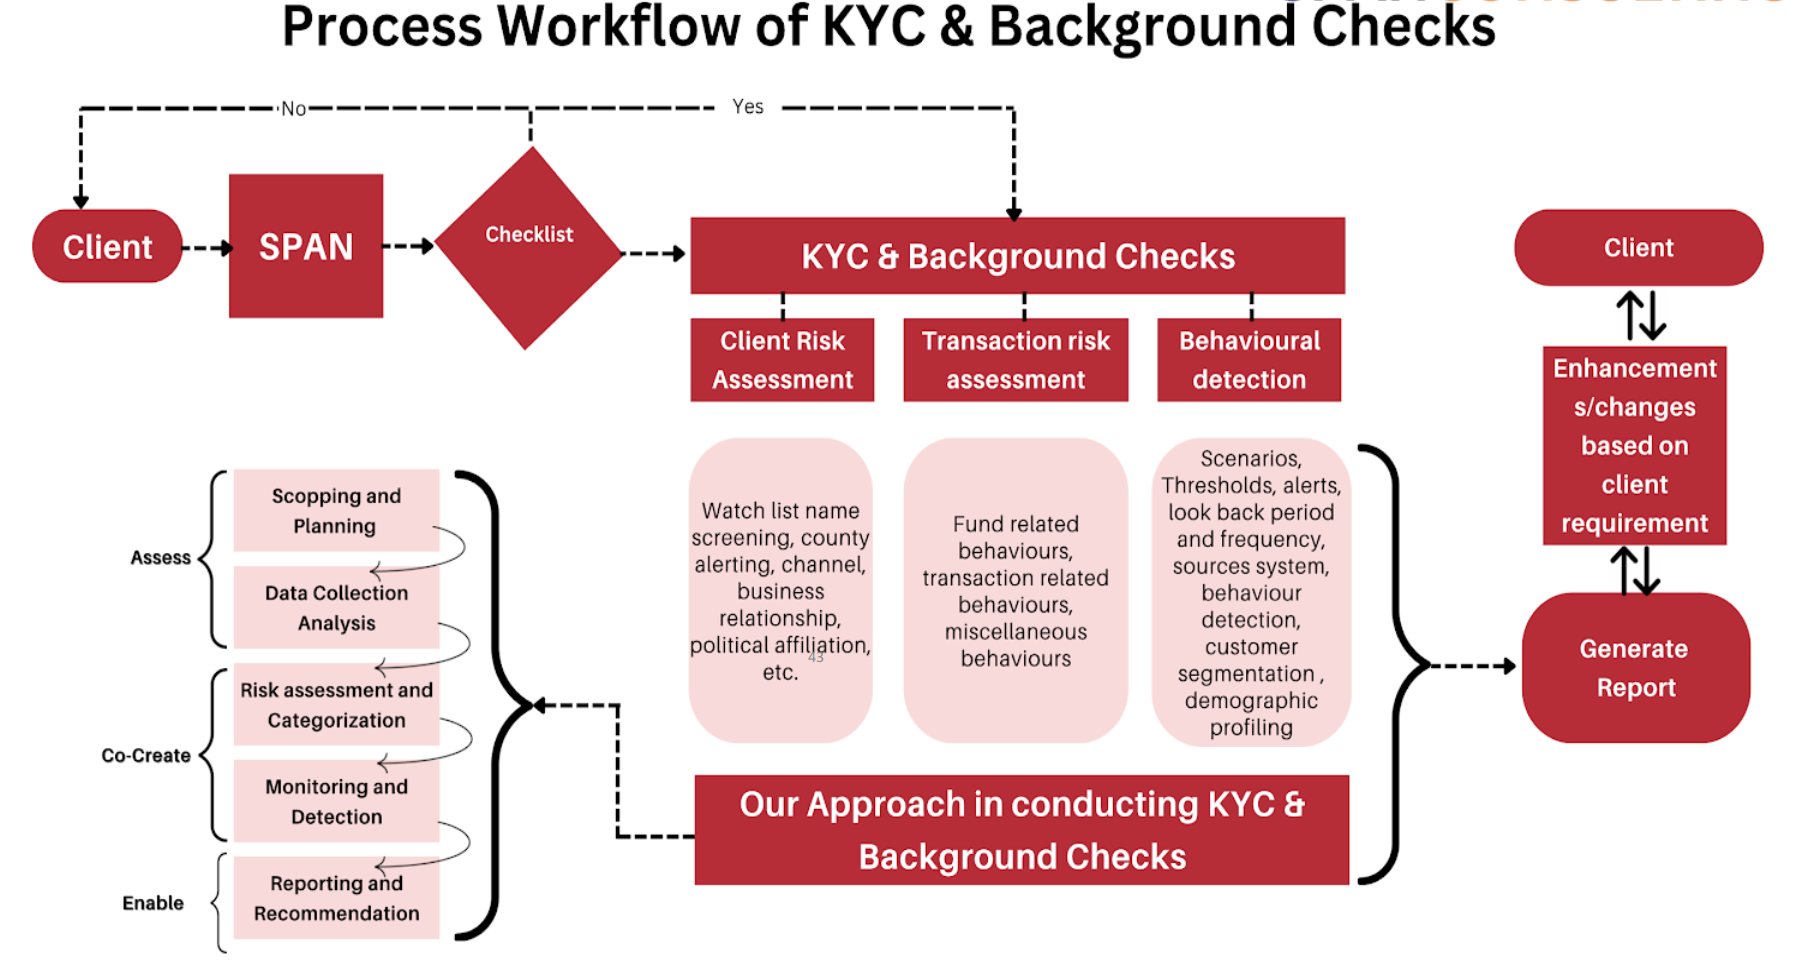 Process Workflow of KYC & Background Checks
No
Yes
Client
SPAN
Checklist
KYC & Background Checks
Client
Client Risk
Assessment
Transaction risk
assessment
Behavioural
detection
Enhancement
s/changes
based on
client
requirement
Watch list name
screening, county
alerting, channel,
business
relationship,
political affiliation,
etc.
43
Fund related
behaviours,
transaction related
behaviours,
miscellaneous
behaviours
Scenarios,
Thresholds, alerts,
look back period
and frequency,
sources system,
behaviour
detection,
customer
segmentation ,
demographic
profiling
Generate
Report
Assess
Scopping and
Planning
Data Collection
Analysis
Co-Create
Risk assessment and
Categorization
Monitoring and
Detection
Enable
Reporting and
Recommendation
Our Approach in conducting KYC &
Background Checks